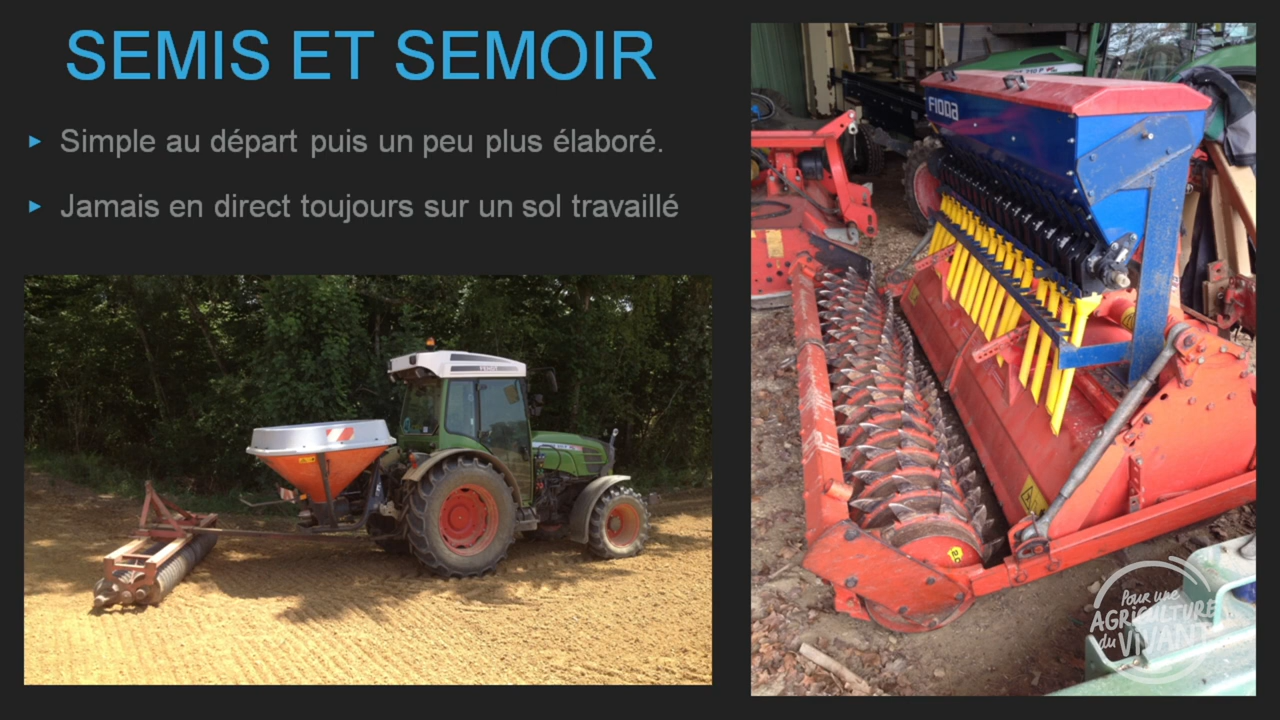 SEMIS ET SEMOIR
Simple au départ puis un peu plus élaboré.
Jamais en direct toujours sur un sol travaillé
FENDT
Pour une
AGRICULTURE
du VIVANT